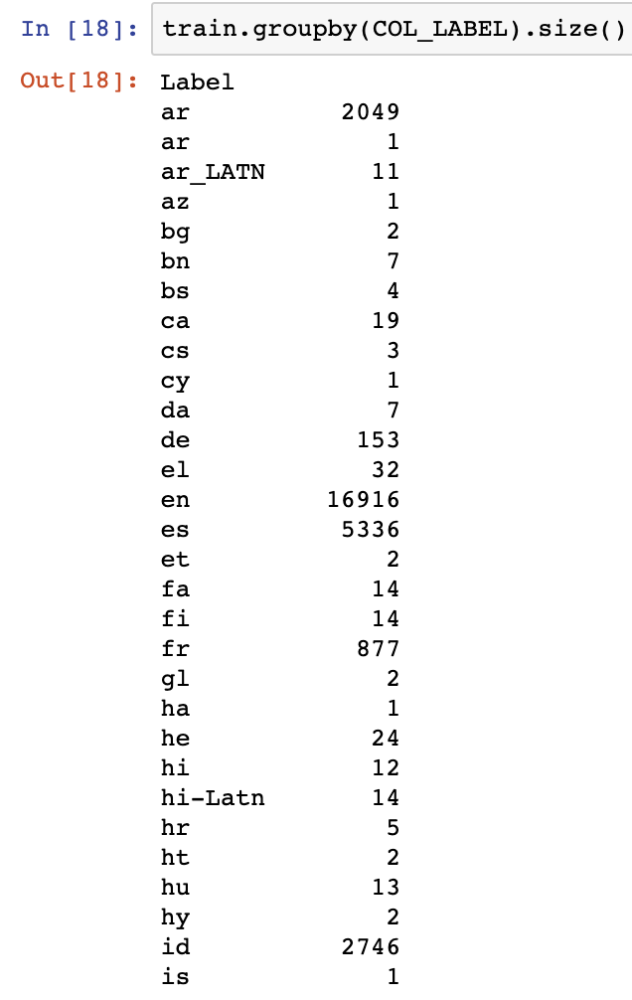 In [18]: train.groupby(COL_LABEL).size()
Out[18]: Label
ar 2049
ar 1
ar_LATN 11
az 1
bg 2
bn 7
bs 4
ca 19
cs 3
cy 1
da 7
de 153
el 32
en 16916
es 5336
et 2
fa 14
fi 14
fr 877
gl 2
ha 1
he 24
hi 12
hi-Latn 14
hr 5
ht 2
hu 13
hy 2
id 2746
is 1